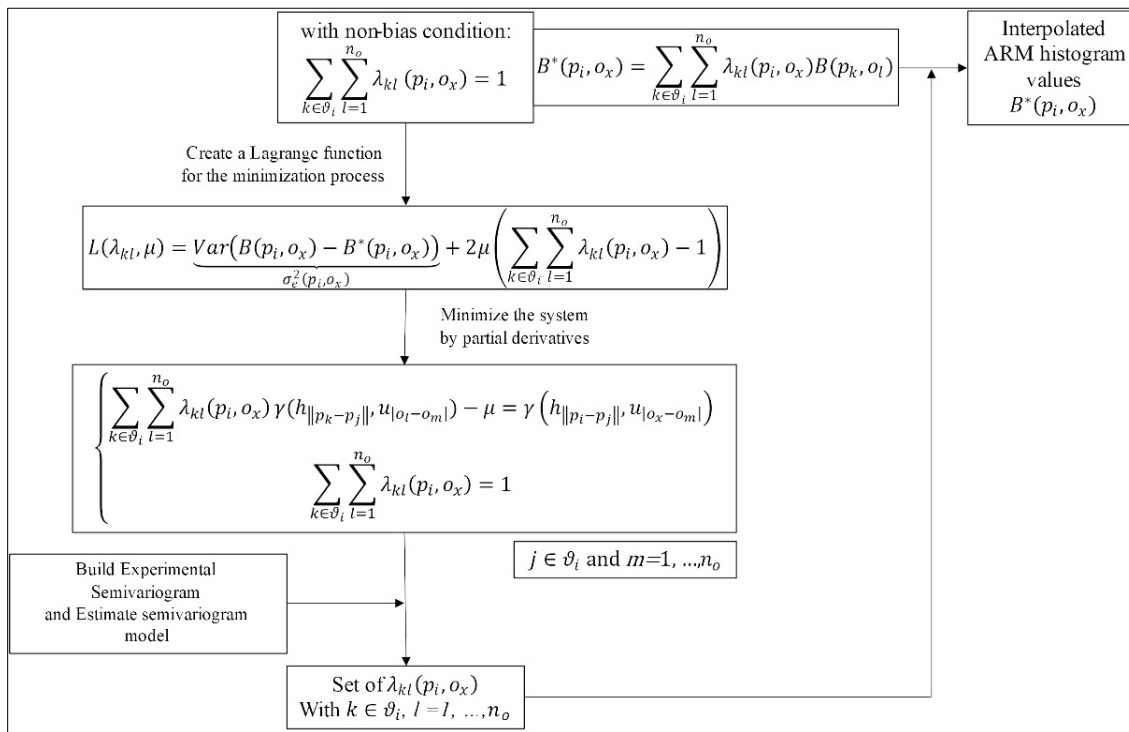 with non-bias condition:
∑_{k∈ϑ_i} ∑_{l=1}^{n_o} λ_{kl} (p_i, o_x) = 1
B*(p_i, o_x) = ∑_{k∈ϑ_i} ∑_{l=1}^{n_o} λ_{kl}(p_i, o_x)B(p_k, o_l)
Interpolated
ARM histogram
values
B*(p_i, o_x)
Create a Lagrange function
for the minimization process
L(λ_{kl}, μ) = Var(B(p_i, o_x) − B*(p_i, o_x)) + 2μ(∑_{k∈ϑ_i} ∑_{l=1}^{n_o} λ_{kl}(p_i, o_x) − 1)
σ_e^2(p_i,o_x)
Minimize the system
by partial derivatives
∑_{k∈ϑ_i} ∑_{l=1}^{n_o} λ_{kl}(p_i, o_x) γ(h_{‖p_k−p_j‖}, u_{|o_l−o_m|}) − μ = γ(h_{‖p_i−p_j‖}, u_{|o_x−o_m|})
∑_{k∈ϑ_i} ∑_{l=1}^{n_o} λ_{kl}(p_i, o_x) = 1
j ∈ ϑ_i and m=1, ...,n_o
Build Experimental
Semivariogram
and Estimate semivariogram
model
Set of λ_{kl}(p_i, o_x)
With k ∈ ϑ_i, l =1, ...,n_o